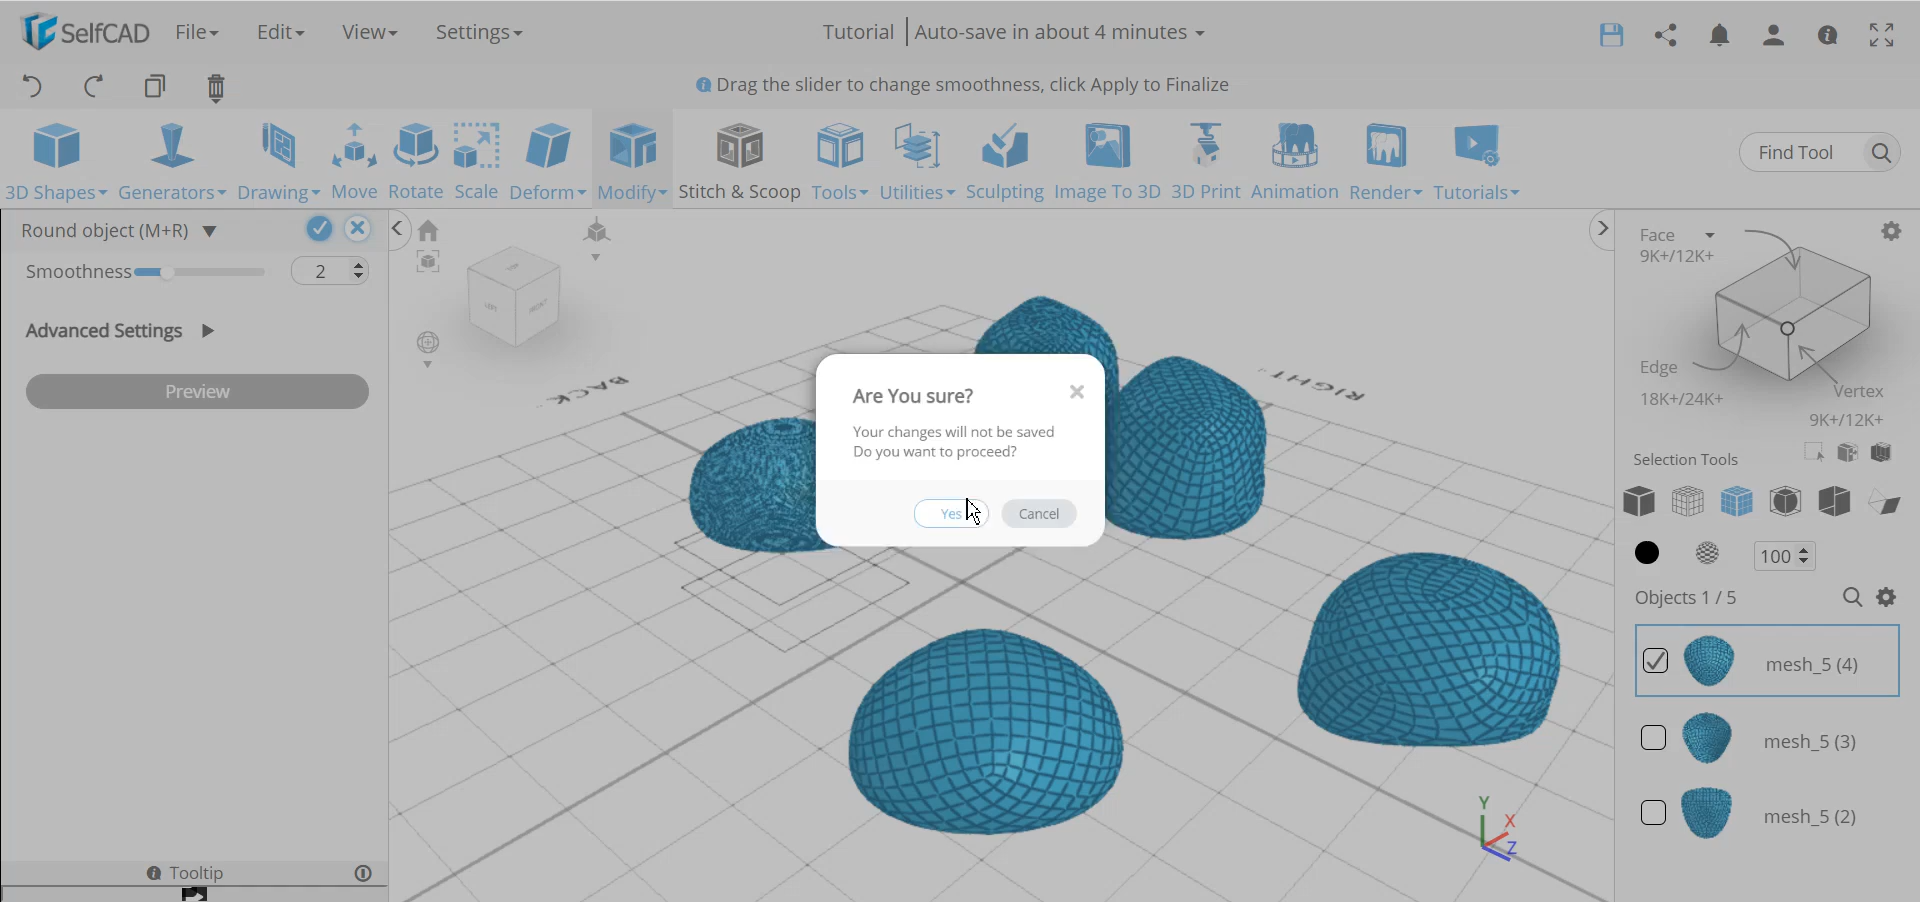 SelfCAD File Edit View Settings Tutorial Auto-save in about 4 minutes
Drag the slider to change smoothness, click Apply to Finalize
3D Shapes Generators Drawing Move Rotate Scale Deform Modify Stitch & Scoop Tools Utilities Sculpting Image To 3D 3D Print Animation Render Tutorials Find Tool
Round object (M+R)
Smoothness 2
Advanced Settings
Preview
Tooltip
LEFT FRONT
BACK
RIGHT
Are You sure?
Your changes will not be saved
Do you want to proceed?
Yes Cancel
Y
X
Z
Face
9K+/12K+
Edge
18K+/24K+
Vertex
9K+/12K+
Selection Tools
100
Objects 1 / 5
mesh_5 (4)
mesh_5 (3)
mesh_5 (2)